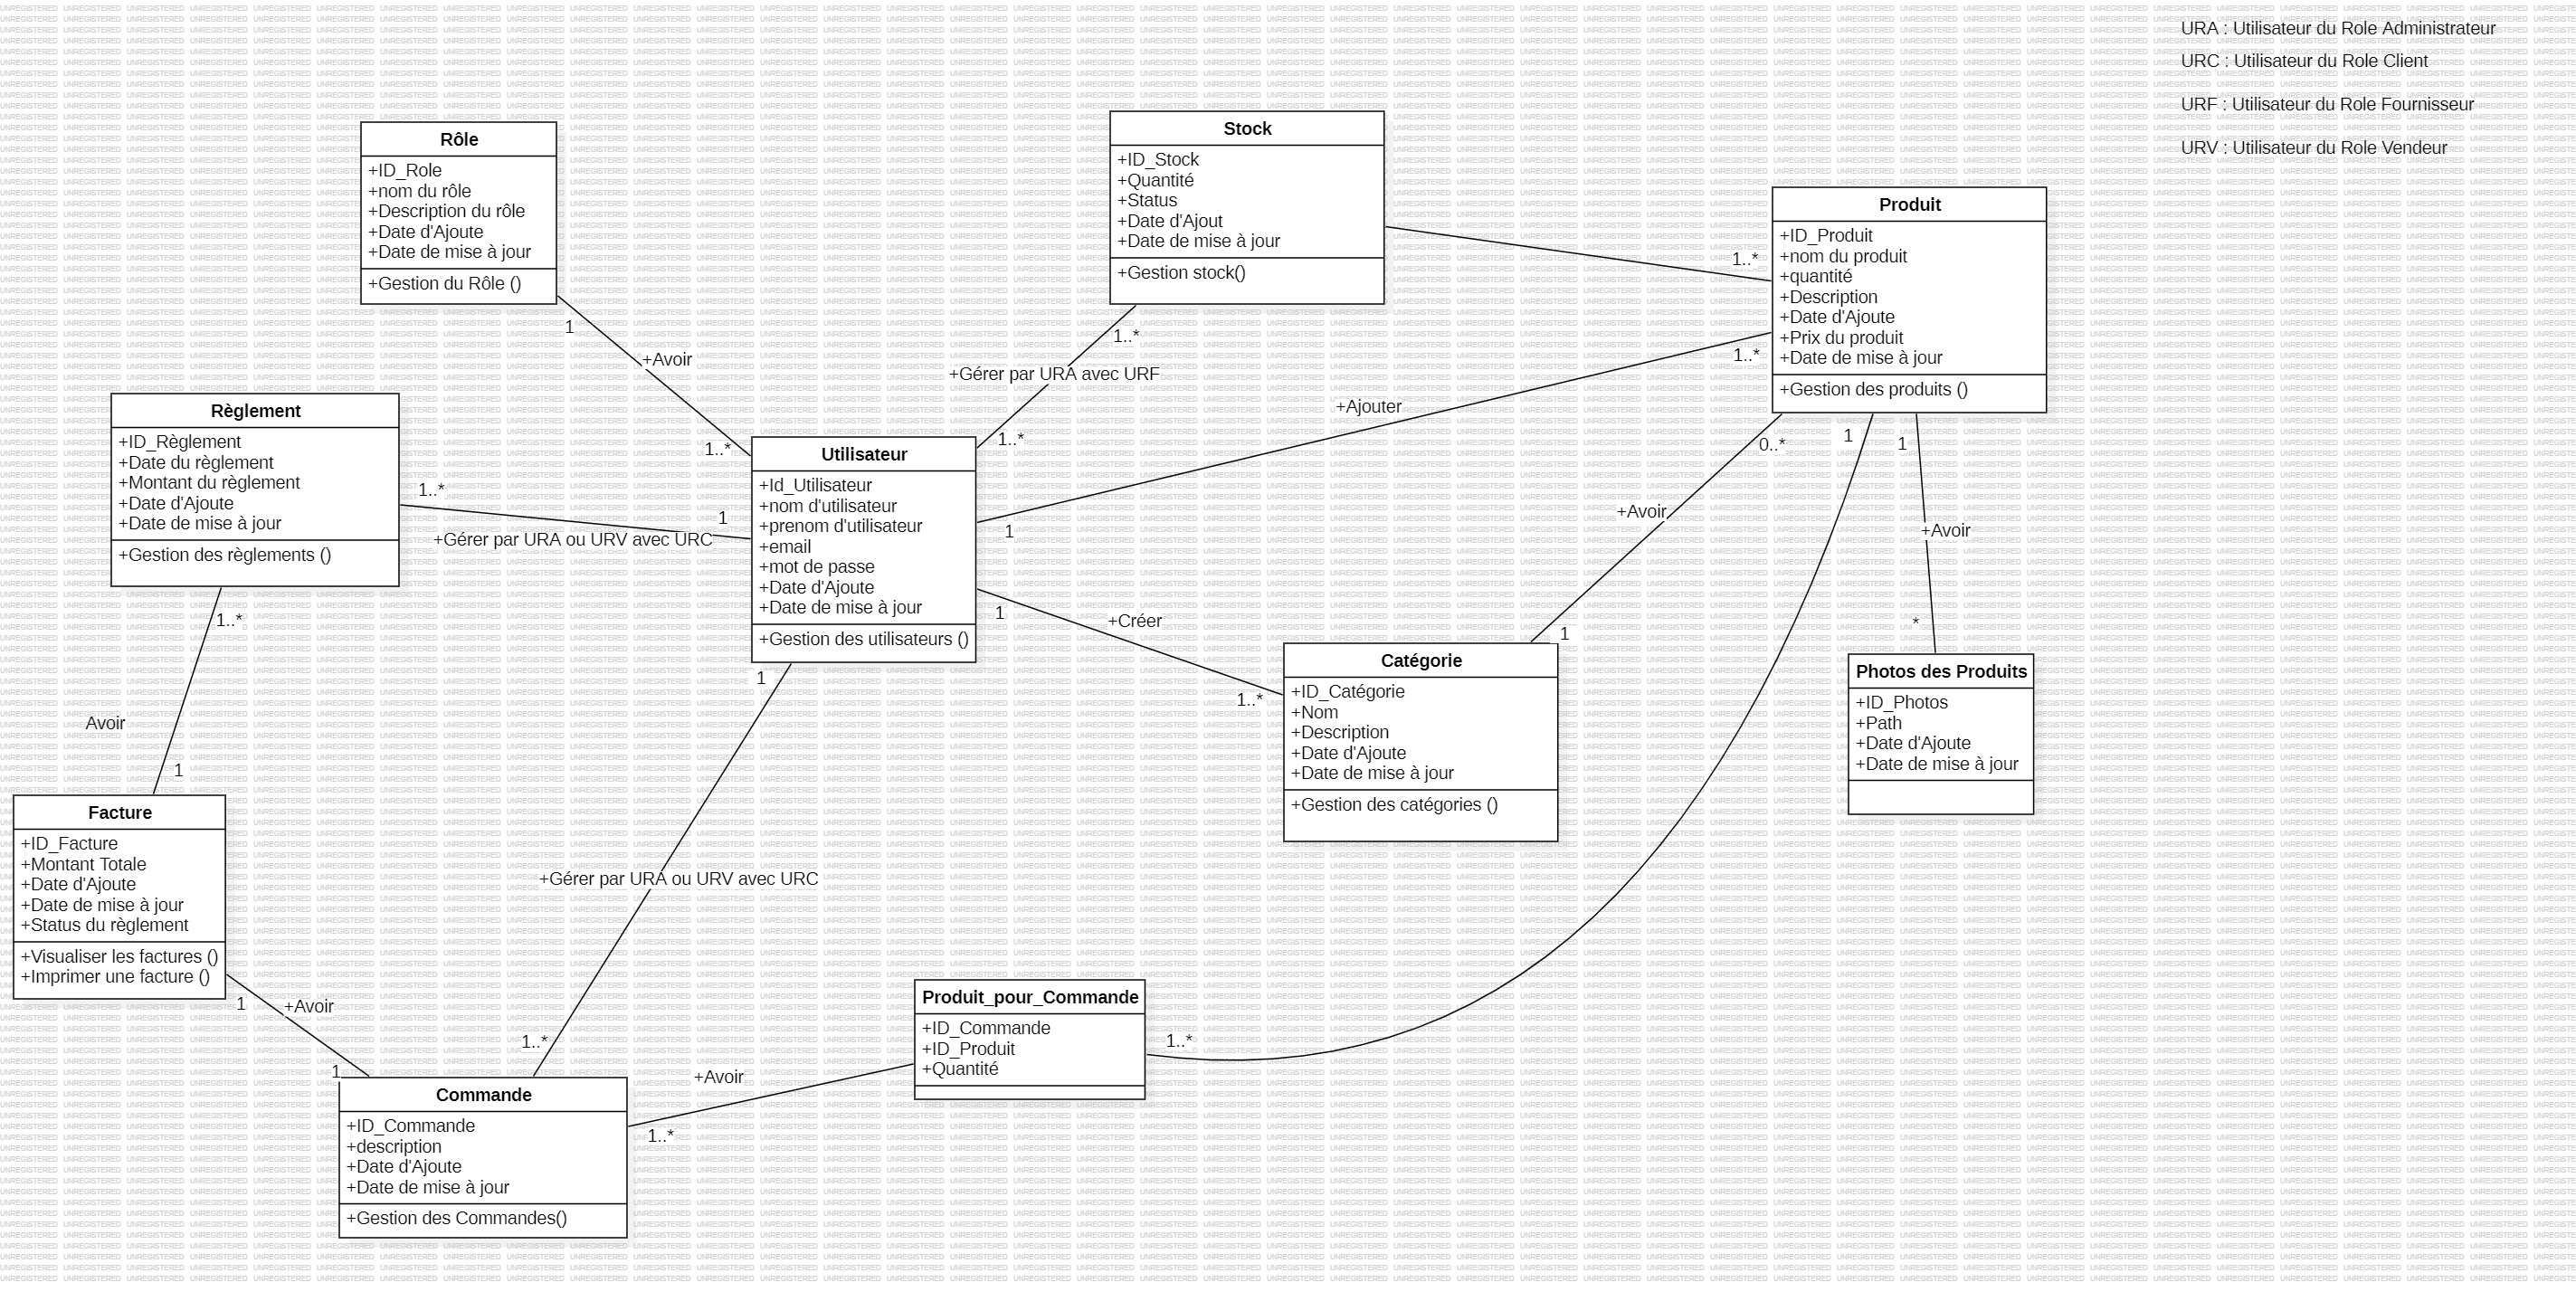 URA : Utilisateur du Role Administrateur
URC : Utilisateur du Role Client
URF : Utilisateur du Role Fournisseur
URV : Utilisateur du Role Vendeur
Rôle
+ID_Role
+nom du rôle
+Description du rôle
+Date d'Ajoute
+Date de mise à jour
+Gestion du Rôle ()
1
+Avoir
1..*
Stock
+ID_Stock
+Quantité
+Status
+Date d'Ajout
+Date de mise à jour
+Gestion stock()
1..*
+Gérer par URA avec URF
1..*
1..*
Produit
+ID_Produit
+nom du produit
+quantité
+Description
+Date d'Ajoute
+Prix du produit
+Date de mise à jour
+Gestion des produits ()
1..*
+Ajouter
1
0..*
1
1
+Avoir
1
+Avoir
*
Règlement
+ID_Règlement
+Date du règlement
+Montant du règlement
+Date d'Ajoute
+Date de mise à jour
+Gestion des règlements ()
1..*
1
+Gérer par URA ou URV avec URC
1..*
Avoir
1
Utilisateur
+Id_Utilisateur
+nom d'utilisateur
+prenom d'utilisateur
+email
+mot de passe
+Date d'Ajoute
+Date de mise à jour
+Gestion des utilisateurs ()
1
+Créer
1..*
1
+Gérer par URA ou URV avec URC
1..*
Catégorie
+ID_Catégorie
+Nom
+Description
+Date d'Ajoute
+Date de mise à jour
+Gestion des catégories ()
Photos des Produits
+ID_Photos
+Path
+Date d'Ajoute
+Date de mise à jour
Facture
+ID_Facture
+Montant Totale
+Date d'Ajoute
+Date de mise à jour
+Status du règlement
+Visualiser les factures ()
+Imprimer une facture ()
1
+Avoir
1
Produit_pour_Commande
+ID_Commande
+ID_Produit
+Quantité
1..*
+Avoir
1..*
Commande
+ID_Commande
+description
+Date d'Ajoute
+Date de mise à jour
+Gestion des Commandes()
UNREGISTERED